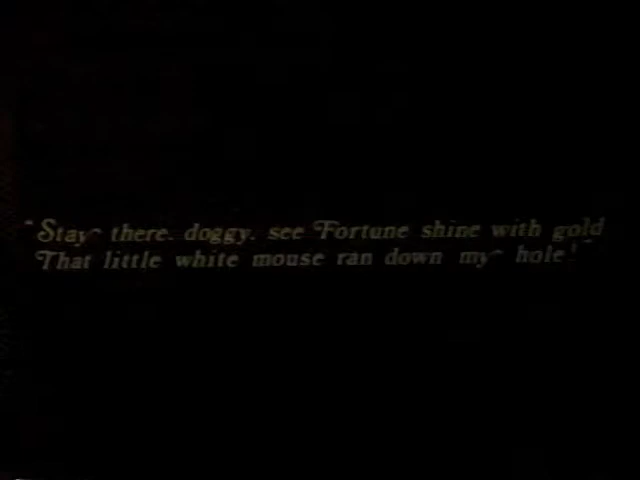 "Stay there, doggy, see Fortune shine with gold
That little white mouse ran down my hole!"